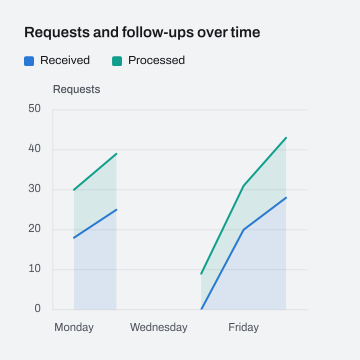 Requests and follow-ups over time
Received Processed
Requests
50
40
30
20
10
0
Monday Wednesday Friday